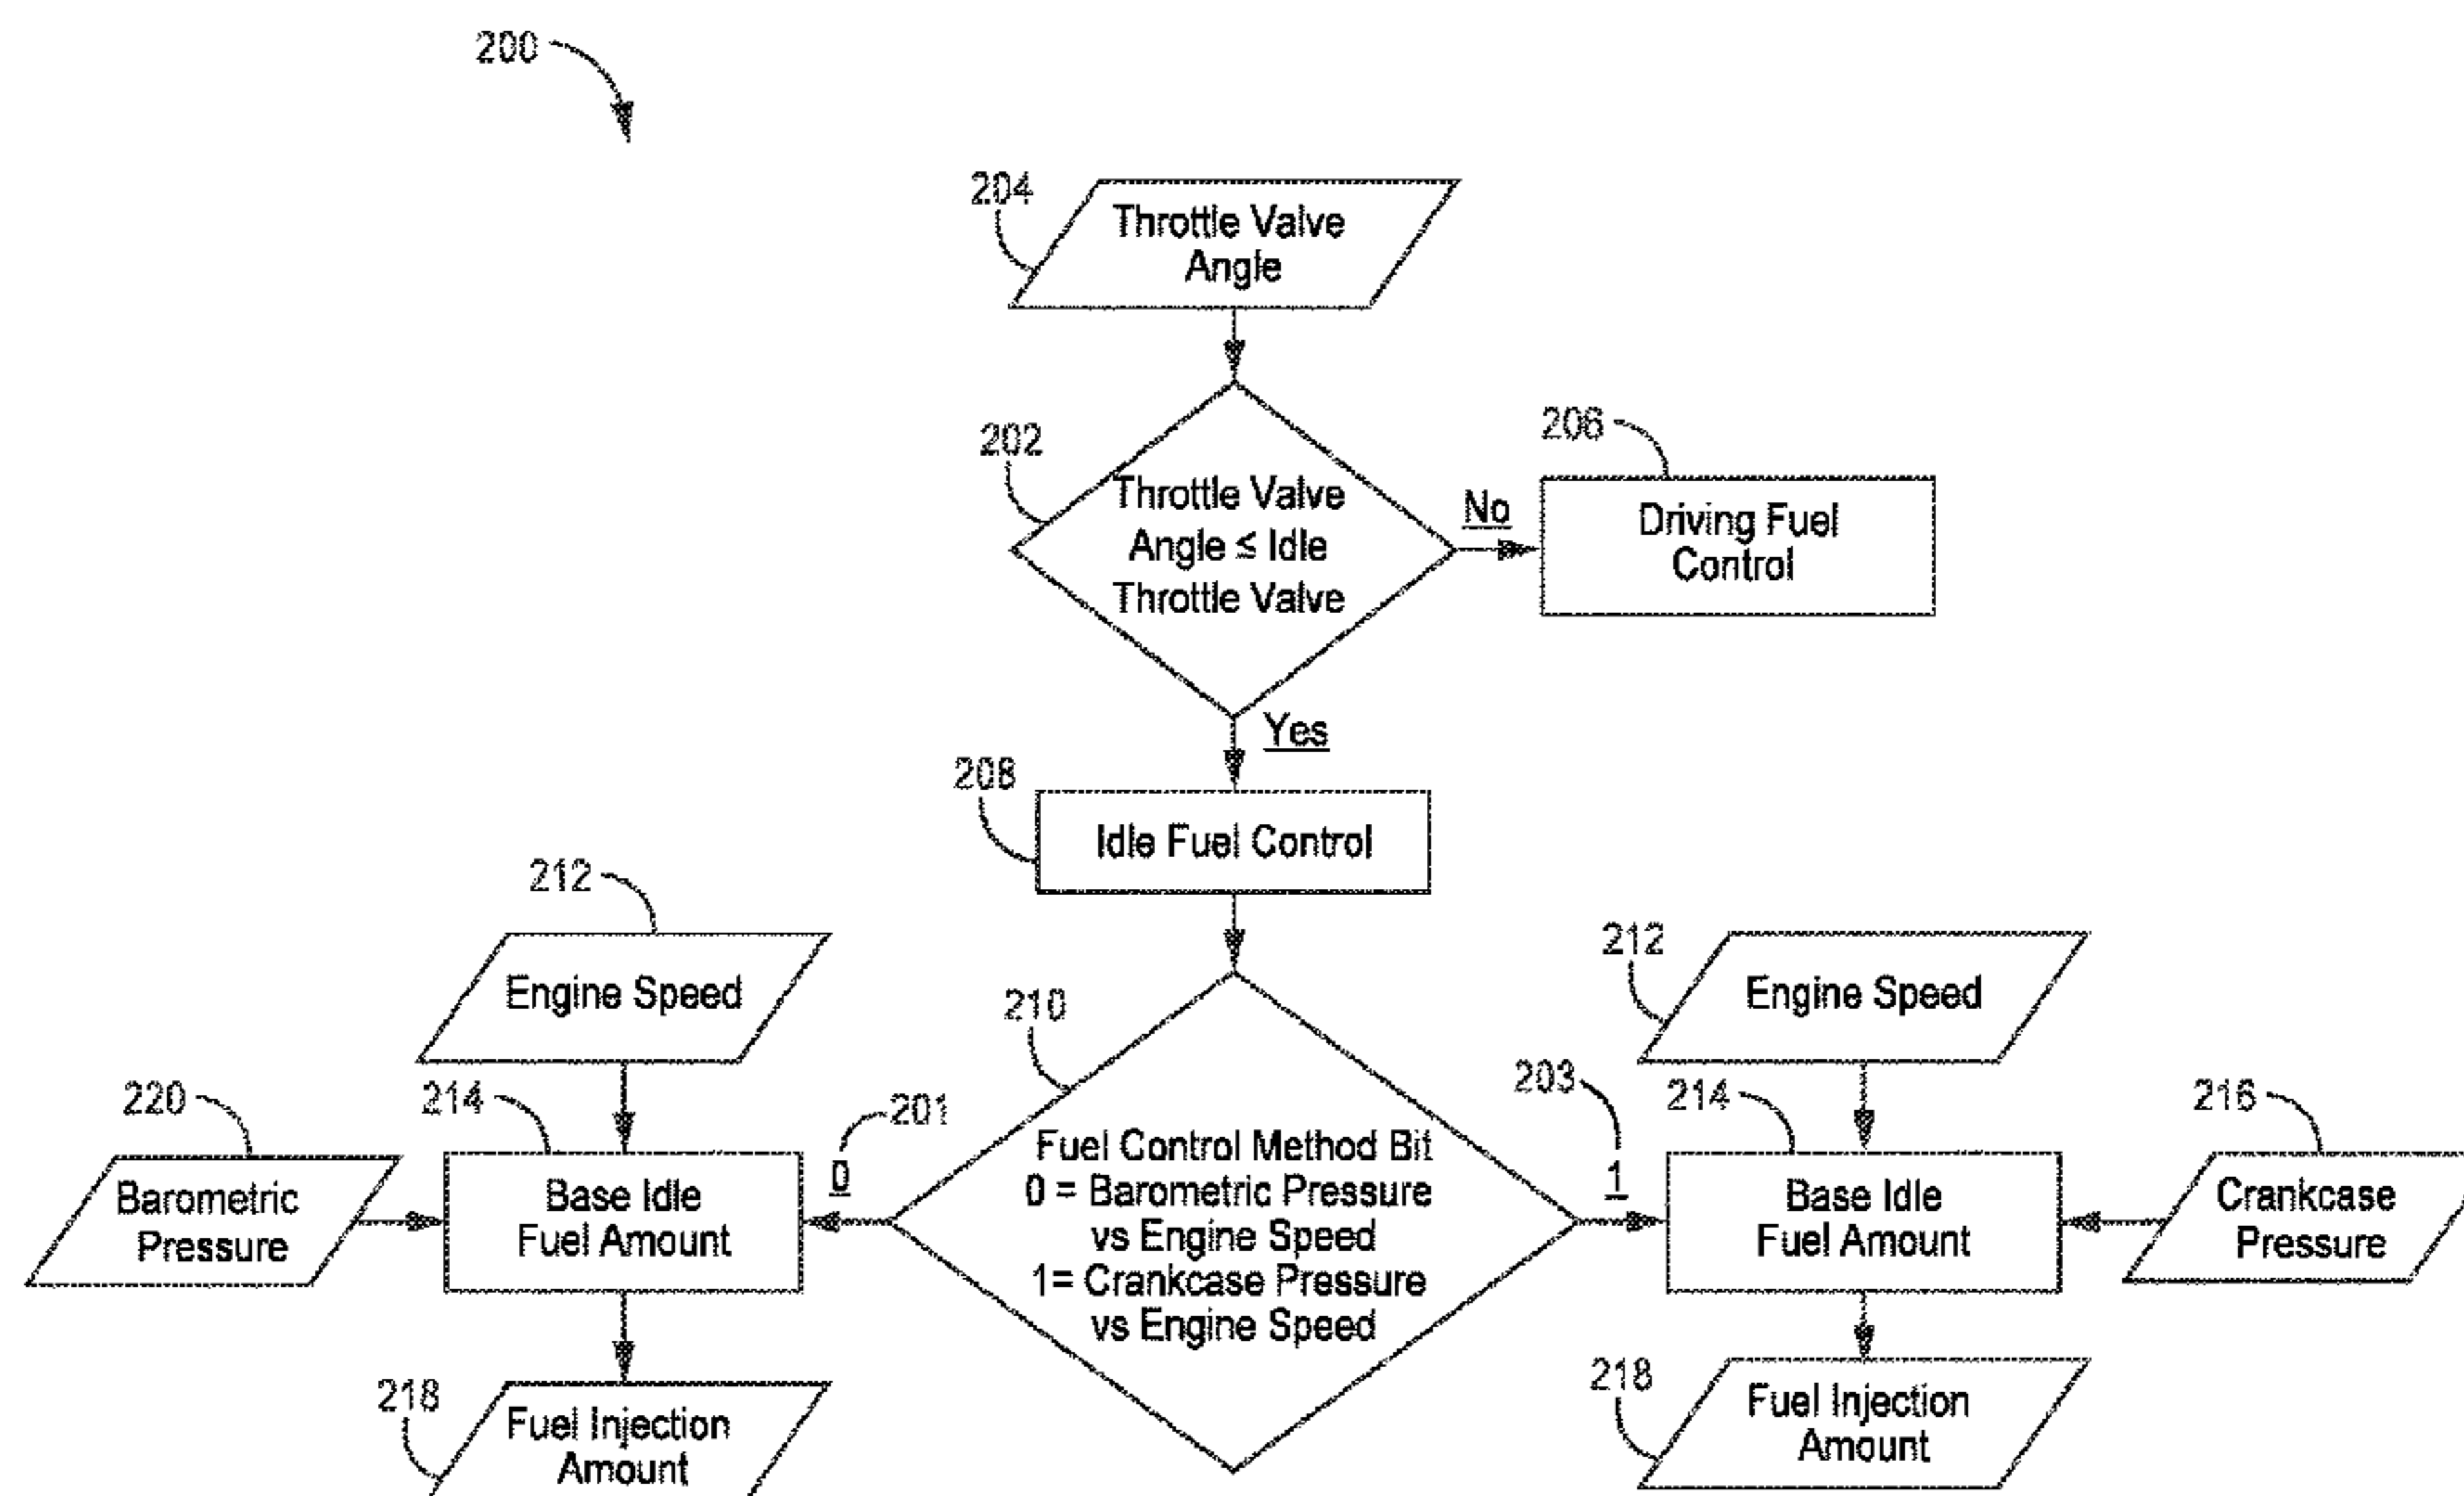 200
204
Throttle Valve
Angle
202
Throttle Valve
Angle ≤ Idle
Throttle Valve
No
206
Driving Fuel
Control
Yes
208
Idle Fuel Control
212
Engine Speed
212
Engine Speed
210
220
214
201
0
203
1
214
216
Barometric
Pressure
Base Idle
Fuel Amount
Fuel Control Method Bit
0 = Barometric Pressure
vs Engine Speed
1= Crankcase Pressure
vs Engine Speed
Base Idle
Fuel Amount
Crankcase
Pressure
218
Fuel Injection
Amount
218
Fuel Injection
Amount